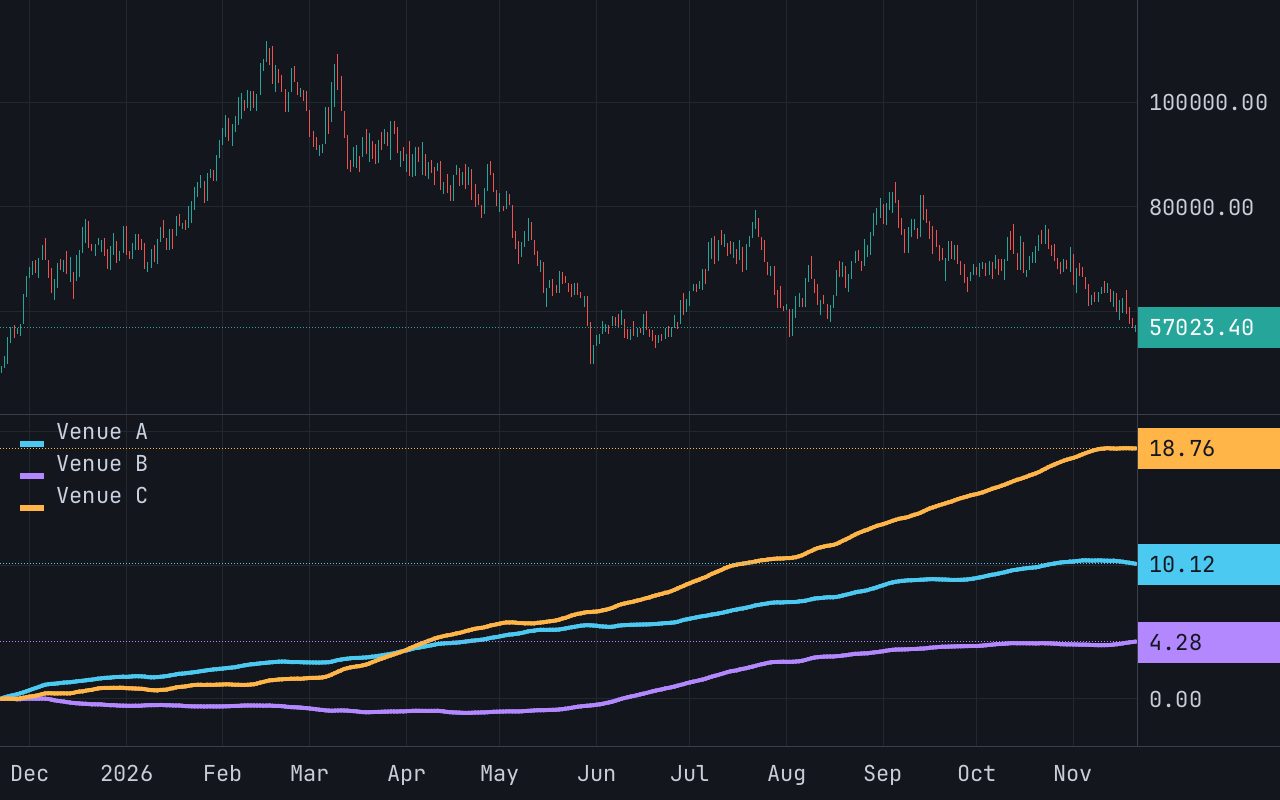 100000.00
80000.00
57023.40
Venue A
Venue B
Venue C
18.76
10.12
4.28
0.00
Dec 2026 Feb Mar Apr May Jun Jul Aug Sep Oct Nov